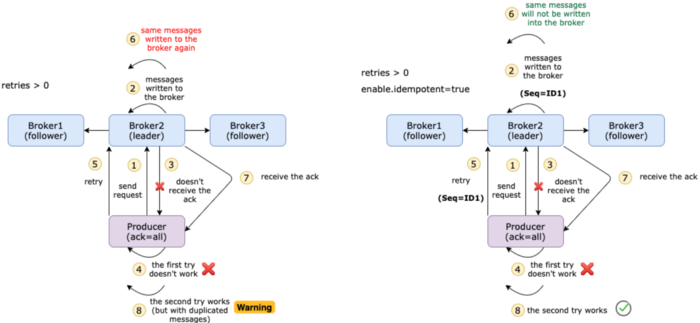 6
same messages
written to the
broker again
retries > 0
2
messages
written to
the broker
Broker1
(follower)
Broker2
(leader)
Broker3
(follower)
5
retry
1
send
request
3
doesn't
receive the
ack
7
receive the ack
Producer
(ack=all)
4
the first try
doesn't work
8
the second try works
(but with duplicated
messages)
Warning
6
same messages
will not be written
into the broker
retries > 0
enable.idempotent=true
2
messages
written to
the broker
(Seq=ID1)
Broker1
(follower)
Broker2
(leader)
Broker3
(follower)
5
retry
(Seq=ID1)
1
send
request
3
doesn't
receive the
ack
7
receive the ack
Producer
(ack=all)
4
the first try
doesn't work
8
the second try works